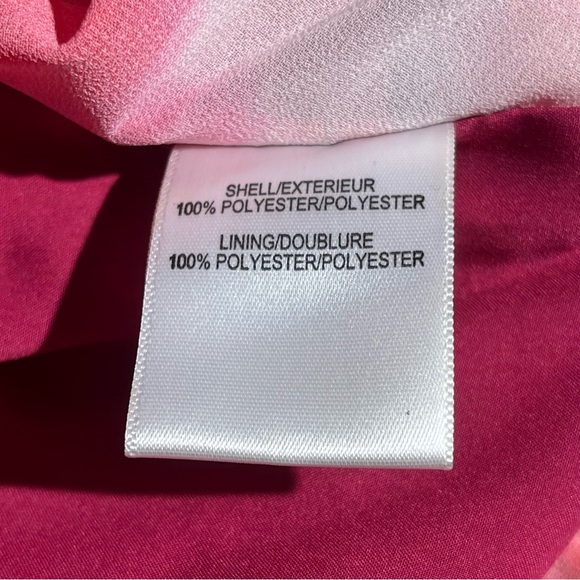 SHELL/EXTERIEUR
100% POLYESTER/POLYESTER
LINING/DOUBLURE
100% POLYESTER/POLYESTER